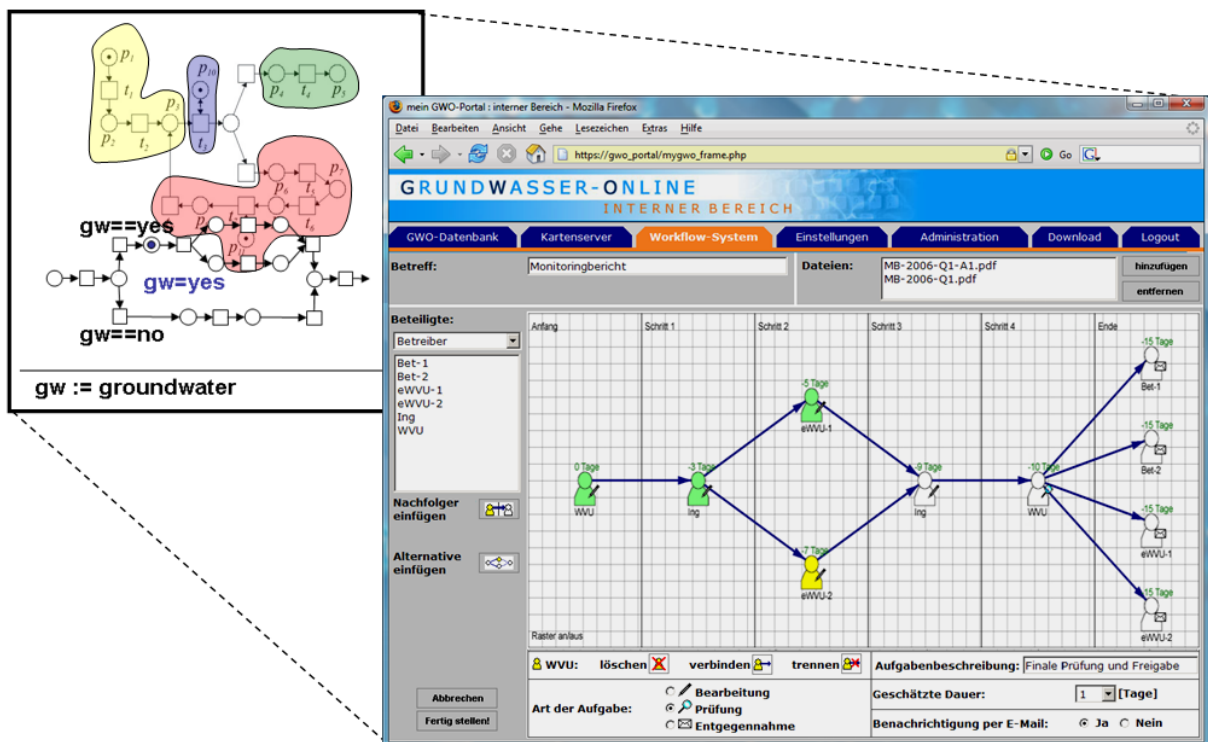 p1
t1
p2
t2
p3
p10
t3
p4
t4
p5
p6
t5
p7
t6
gw==yes
gw=yes
gw==no
gw := groundwater
mein GWO-Portal : interner Bereich - Mozilla Firefox
Datei Bearbeiten Ansicht Gehe Lesezeichen Extras Hilfe
https://gwo_portal/mygwo_frame.php
Go
GRUNDWASSER-ONLINE
INTERNER BEREICH
GWO-Datenbank Kartenserver Workflow-System Einstellungen Administration Download Logout
Betreff: Monitoringbericht Dateien: MB-2006-Q1-A1.pdf hinzufügen
MB-2006-Q1.pdf
entfernen
Beteiligte:
Betreiber
Bet-1
Bet-2
eWVU-1
eWVU-2
Ing
WVU
Nachfolger
einfügen
Alternative
einfügen
Abbrechen
Fertig stellen!
Anfang Schritt 1 Schritt 2 Schritt 3 Schritt 4 Ende
0 Tage
WVU
-3 Tage
Ing
-5 Tage
eWVU-1
-7 Tage
eWVU-2
-9 Tage
Ing
-10 Tage
WVU
-15 Tage
Bet-1
-15 Tage
Bet-2
-15 Tage
eWVU-1
-15 Tage
eWVU-2
Raster an/aus
WVU: löschen verbinden trennen
Aufgabenbeschreibung: Finale Prüfung und Freigabe
Art der Aufgabe:
Bearbeitung
Prüfung
Entgegennahme
Geschätzte Dauer: 1 [Tage]
Benachrichtigung per E-Mail: Ja Nein